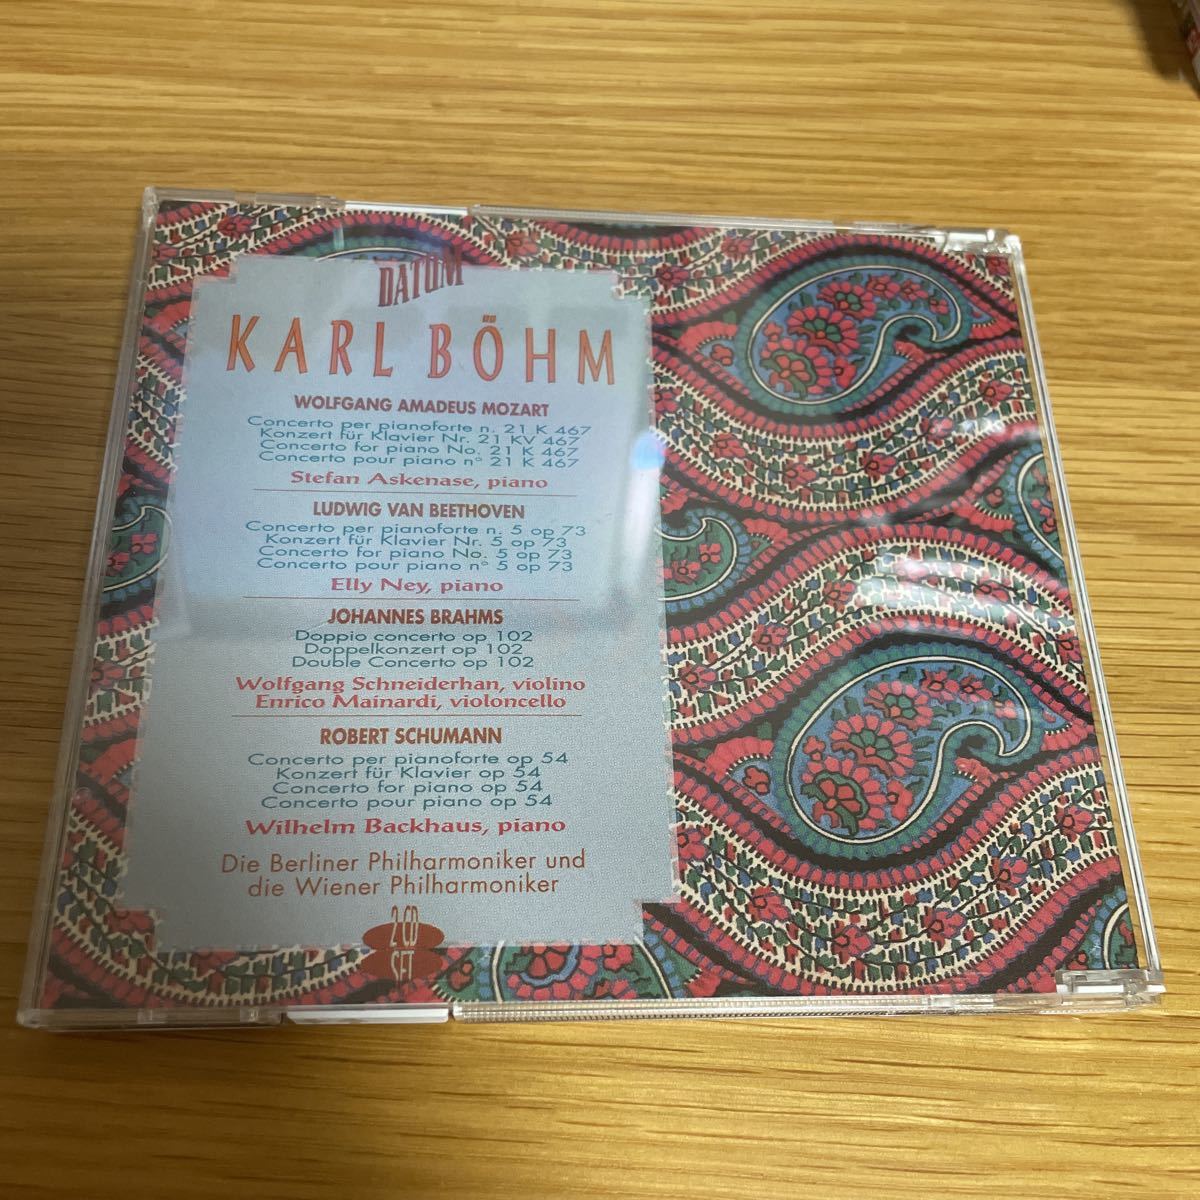 DATUM
KARL BÖHM
WOLFGANG AMADEUS MOZART
Concerto per pianoforte n. 21 K 467
Konzert für Klavier Nr. 21 KV 467
Concerto for piano No. 21 K 467
Concerto pour piano n° 21 K 467
Stefan Askenase, piano
LUDWIG VAN BEETHOVEN
Concerto per pianoforte n. 5 op 73
Konzert für Klavier Nr. 5 op 73
Concerto for piano No. 5 op 73
Concerto pour piano n° 5 op 73
Elly Ney, piano
JOHANNES BRAHMS
Doppio concerto op 102
Doppelkonzert op 102
Double Concerto op 102
Wolfgang Schneiderhan, violino
Enrico Mainardi, violoncello
ROBERT SCHUMANN
Concerto per pianoforte op 54
Konzert für Klavier op 54
Concerto for piano op 54
Concerto pour piano op 54
Wilhelm Backhaus, piano
Die Berliner Philharmoniker und
die Wiener Philharmoniker
2 CD
SET